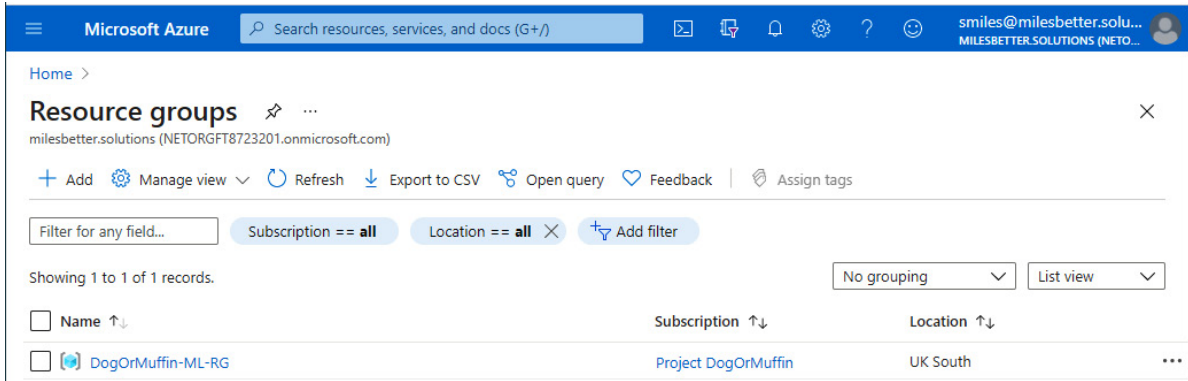 Microsoft Azure
Search resources, services, and docs (G+/)
smiles@milesbetter.solu...
MILESBETTER.SOLUTIONS (NETO...
Home >
Resource groups ...
milesbetter.solutions (NETORGFT8723201.onmicrosoft.com)
Add Manage view Refresh Export to CSV Open query Feedback Assign tags
Filter for any field... Subscription == all Location == all Add filter
Showing 1 to 1 of 1 records. No grouping List view
Name ↑↓ Subscription ↑↓ Location ↑↓
DogOrMuffin-ML-RG Project DogOrMuffin UK South ...